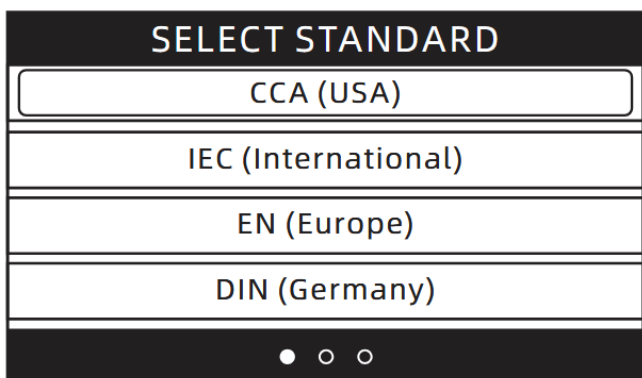 SELECT STANDARD
CCA (USA)
IEC (International)
EN (Europe)
DIN (Germany)